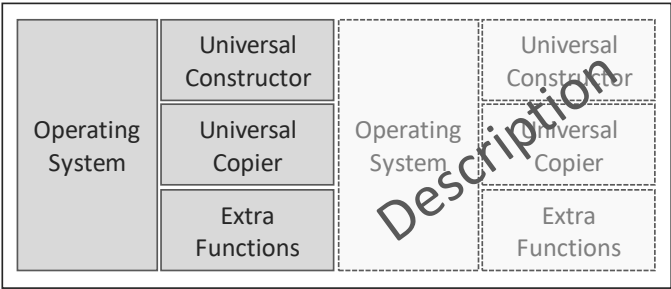 Universal
Constructor
Operating
System
Universal
Copier
Extra
Functions
Universal
Constructor
Operating
System
Universal
Copier
Extra
Functions
Description